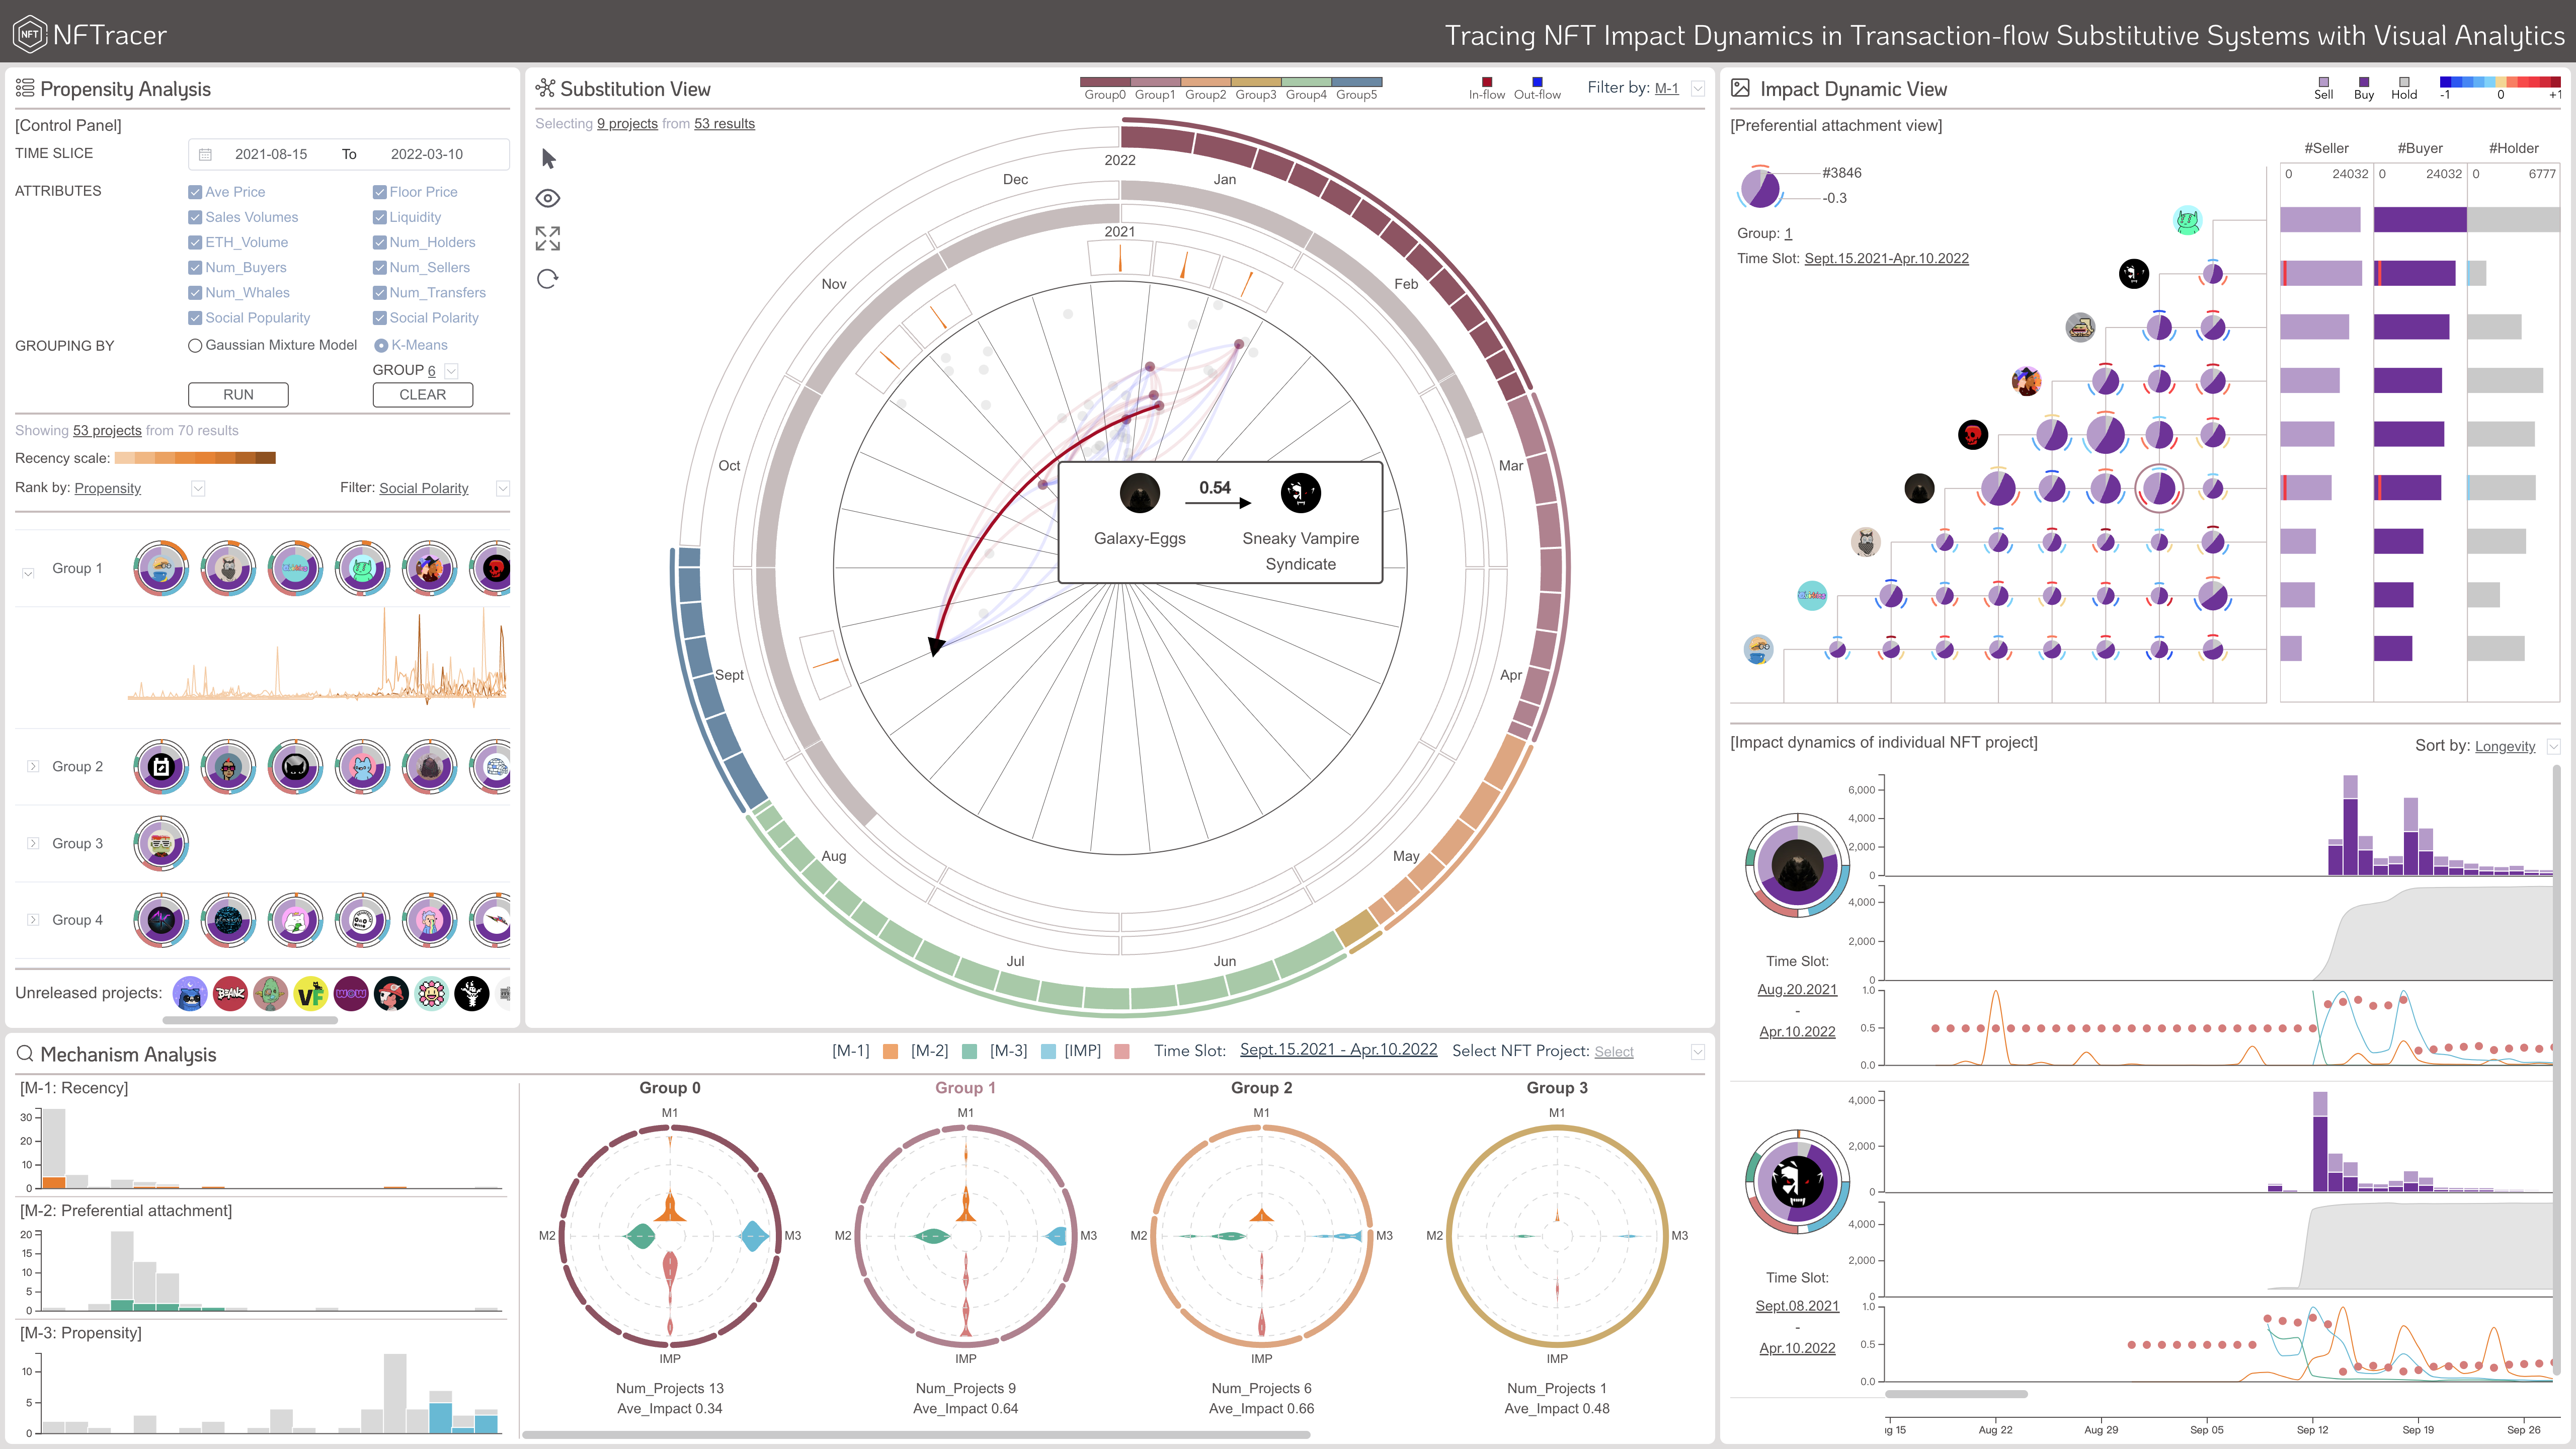 NFT NFTracer
Tracing NFT Impact Dynamics in Transaction-flow Substitutive Systems with Visual Analytics
Propensity Analysis
[Control Panel]
TIME SLICE 2021-08-15 To 2022-03-10
ATTRIBUTES Ave Price Floor Price
Sales Volumes Liquidity
ETH_Volume Num_Holders
Num_Buyers Num_Sellers
Num_Whales Num_Transfers
Social Popularity Social Polarity
GROUPING BY Gaussian Mixture Model K-Means
GROUP 6
RUN CLEAR
Showing 53 projects from 70 results
Recency scale:
Rank by: Propensity Filter: Social Polarity
Group 1
Group 2
Group 3
Group 4
Unreleased projects: BEANZ VF WOW
Substitution View
Group0 Group1 Group2 Group3 Group4 Group5
In-flow Out-flow
Filter by: M-1
Selecting 9 projects from 53 results
2022
2021
Jan
Feb
Mar
Apr
May
Jun
Jul
Aug
Sept
Oct
Nov
Dec
0.54
Galaxy-Eggs
Sneaky Vampire
Syndicate
Impact Dynamic View
Sell Buy Hold
-1 0 +1
[Preferential attachment view]
#3846
-0.3
Group: 1
Time Slot: Sept.15.2021-Apr.10.2022
#Seller #Buyer #Holder
0 24032 0 24032 0 6777
[Impact dynamics of individual NFT project]
Sort by: Longevity
6,000
4,000
2,000
0
4,000
2,000
0
1.0
0.5
0.0
Time Slot:
Aug.20.2021
-
Apr.10.2022
4,000
2,000
0
4,000
2,000
0
1.0
0.5
0.0
Time Slot:
Sept.08.2021
-
Apr.10.2022
ıg 15 Aug 22 Aug 29 Sep 05 Sep 12 Sep 19 Sep 26
Mechanism Analysis
[M-1] [M-2] [M-3] [IMP] Time Slot: Sept.15.2021 - Apr.10.2022 Select NFT Project: Select
[M-1: Recency]
30
20
10
0
[M-2: Preferential attachment]
20
15
10
5
0
[M-3: Propensity]
10
5
0
Group 0
M1
M2 M3
IMP
Num_Projects 13
Ave_Impact 0.34
Group 1
M1
M2 M3
IMP
Num_Projects 9
Ave_Impact 0.64
Group 2
M1
M2 M3
IMP
Num_Projects 6
Ave_Impact 0.66
Group 3
M1
M2 M3
IMP
Num_Projects 1
Ave_Impact 0.48